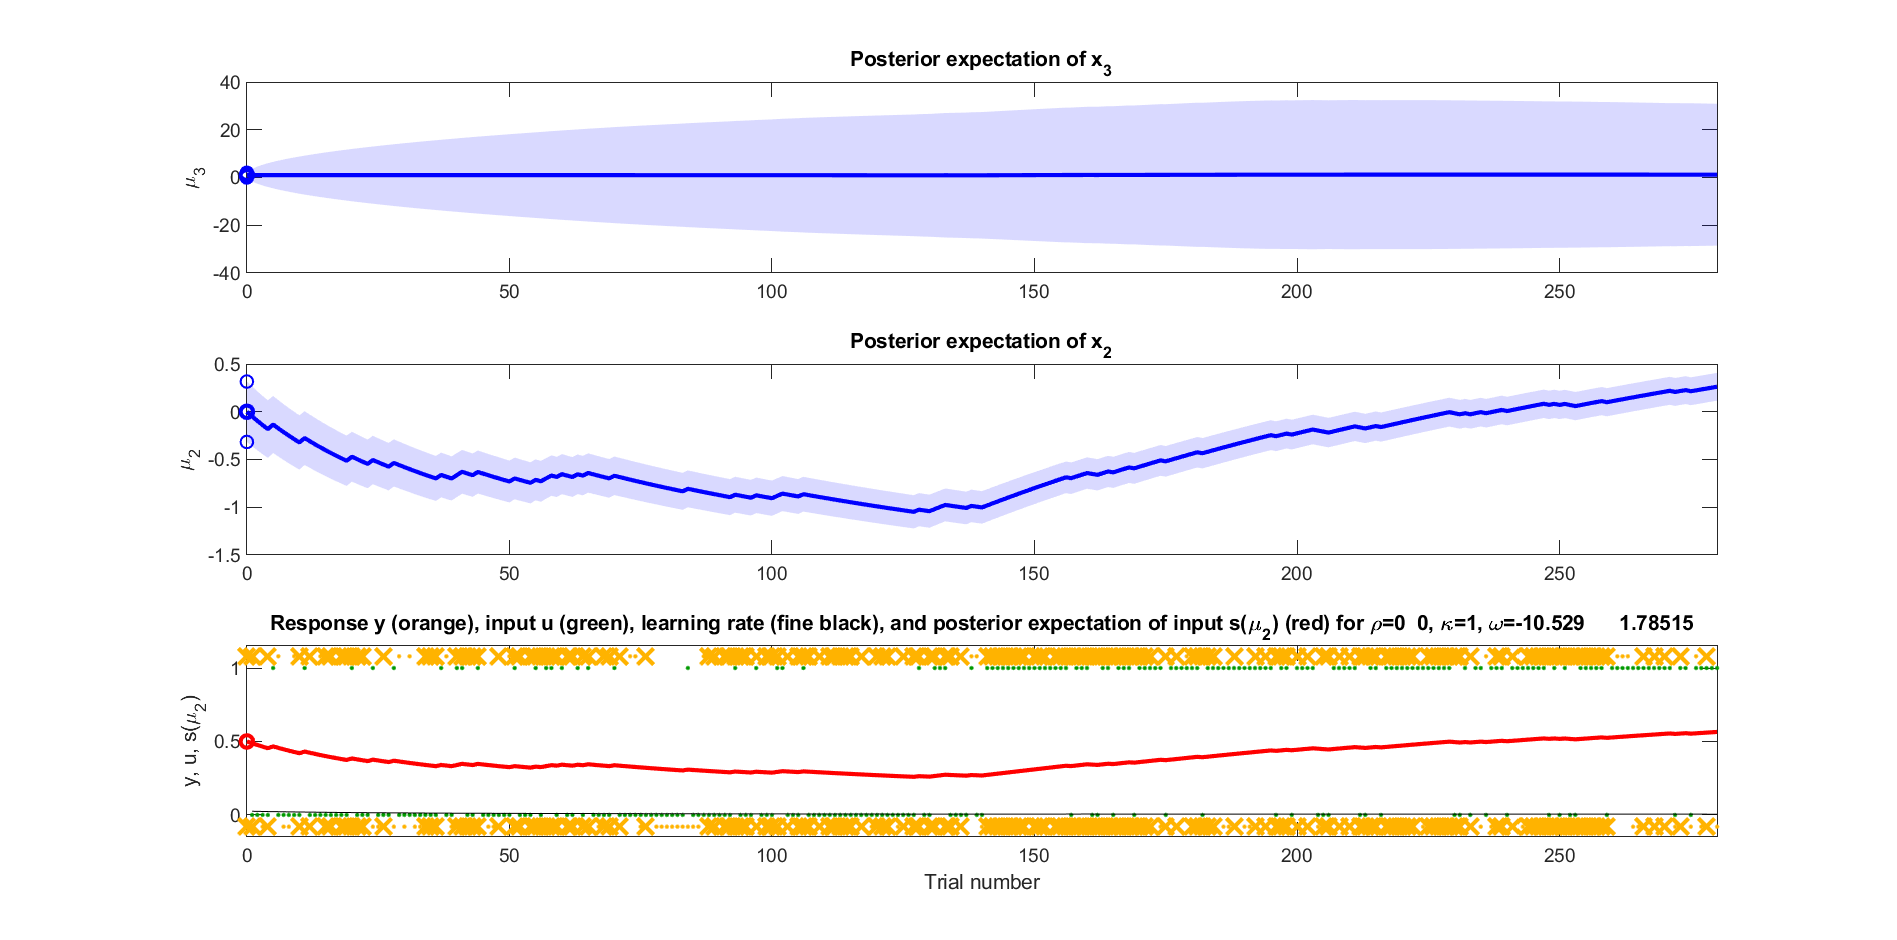 Posterior expectation of x3
40
20
0
-20
-40
μ3
0 50 100 150 200 250
Posterior expectation of x2
0.5
0
-0.5
-1
-1.5
μ2
0 50 100 150 200 250
Response y (orange), input u (green), learning rate (fine black), and posterior expectation of input s(μ2) (red) for ρ=0 0, κ=1, ω=-10.529 1.78515
1
0.5
0
y, u, s(μ2)
0 50 100 150 200 250
Trial number